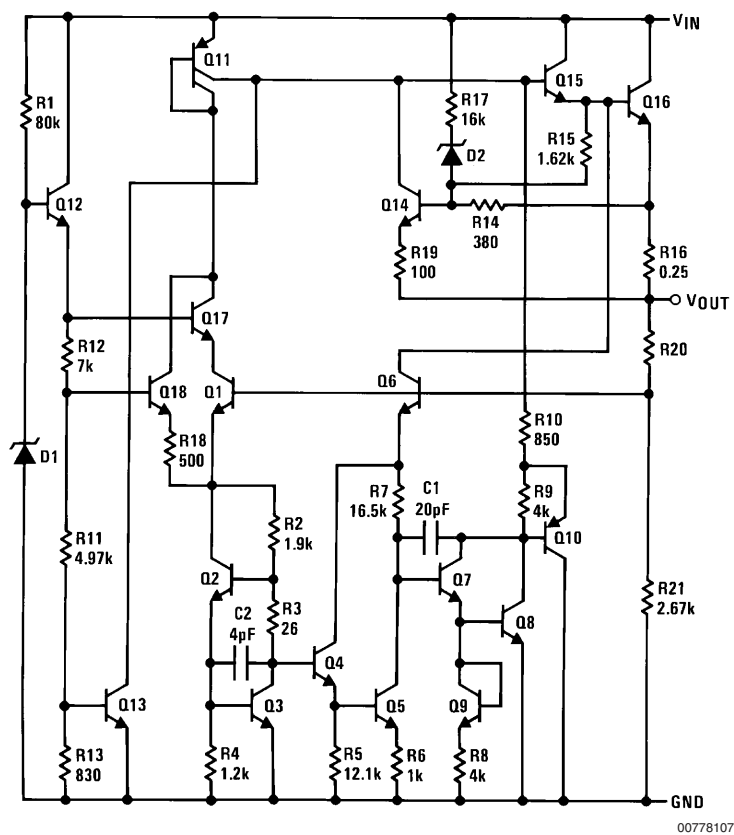 VIN
Q11
Q15
Q16
R1
80k
R17
16k
R15
1.62k
D2
Q12
Q14
R14
380
R19
100
R16
0.25
VOUT
Q17
R12
7k
R20
Q18
Q1
Q6
R18
500
R10
850
D1
R7
16.5k
C1
20pF
R9
4k
Q10
R2
1.9k
R11
4.97k
Q2
Q7
R21
2.67k
C2
4pF
R3
26
Q8
Q4
Q13
Q3
Q5
Q9
R13
830
R4
1.2k
R5
12.1k
R6
1k
R8
4k
GND
00778107